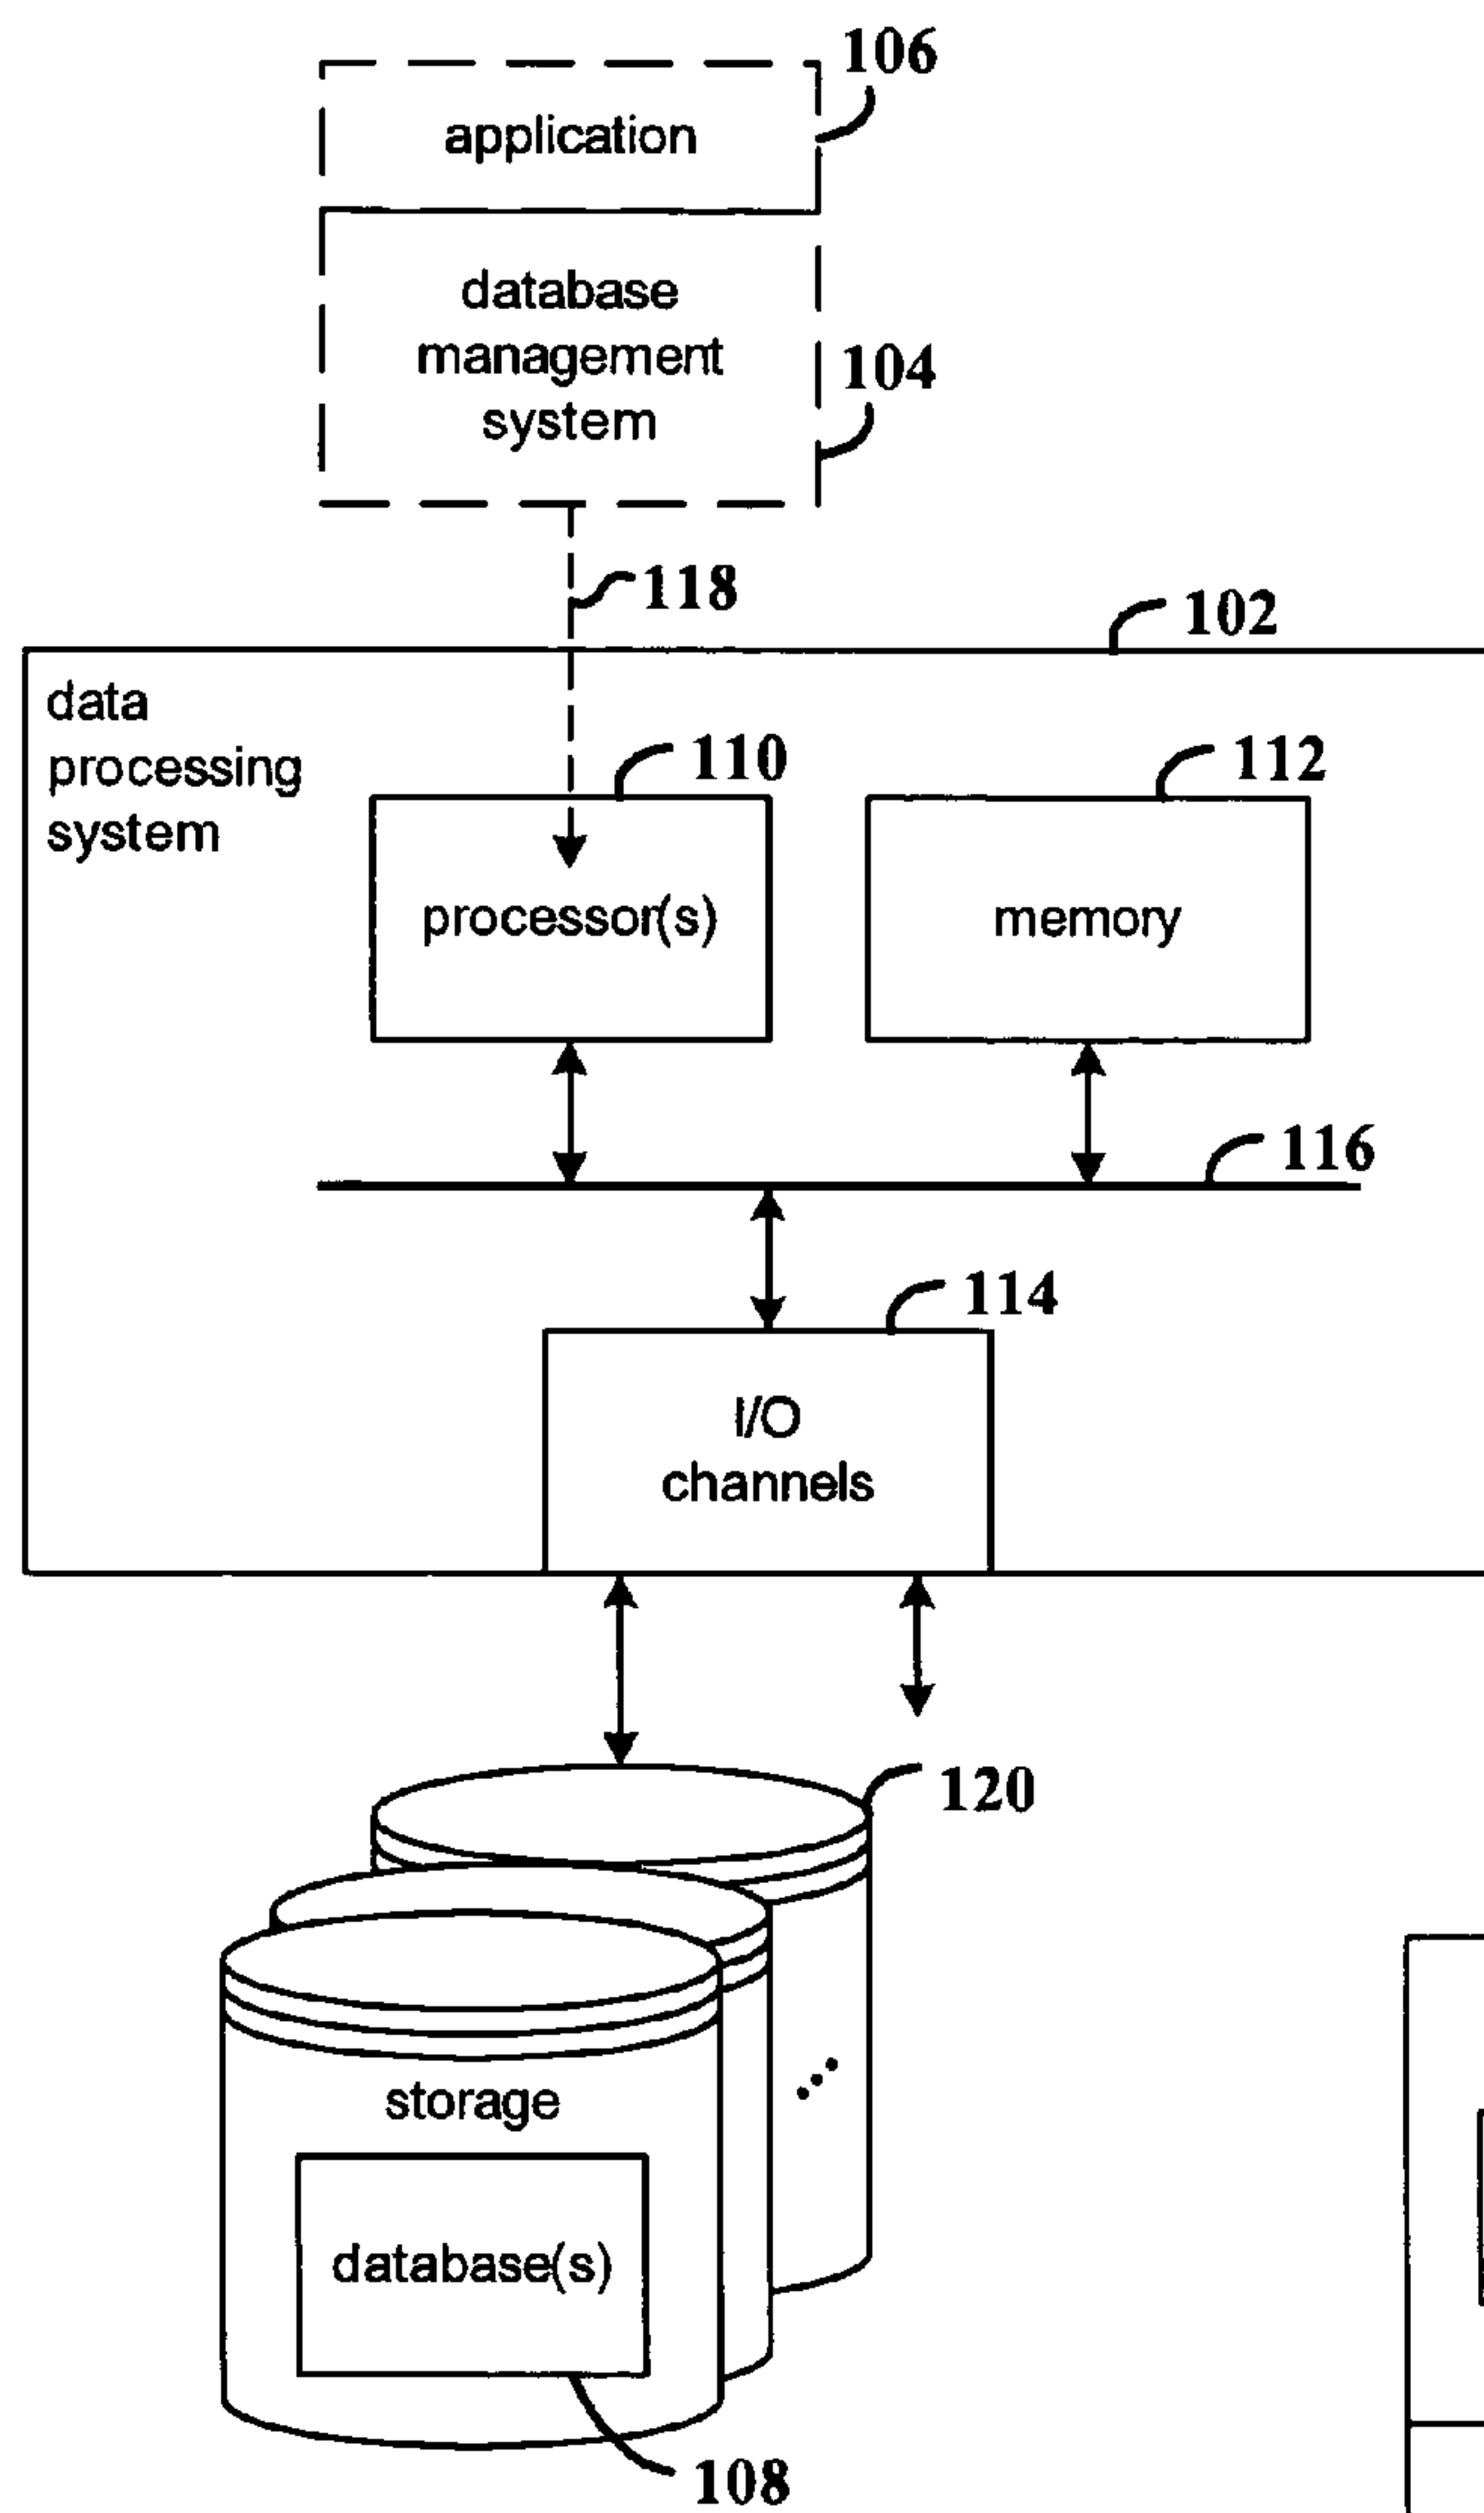 106
application
database
management
system
104
118
102
data
processing
system
110
112
processor(s)
memory
116
114
I/O
channels
120
storage
database(s)
108